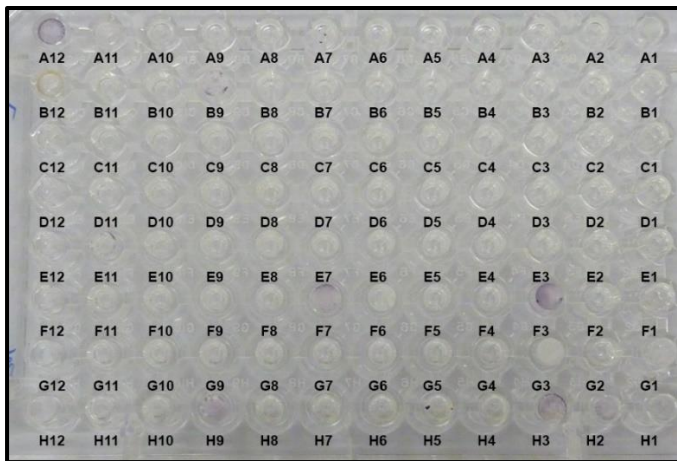 A12 A11 A10 A9 A8 A7 A6 A5 A4 A3 A2 A1
B12 B11 B10 B9 B8 B7 B6 B5 B4 B3 B2 B1
C12 C11 C10 C9 C8 C7 C6 C5 C4 C3 C2 C1
D12 D11 D10 D9 D8 D7 D6 D5 D4 D3 D2 D1
E12 E11 E10 E9 E8 E7 E6 E5 E4 E3 E2 E1
F12 F11 F10 F9 F8 F7 F6 F5 F4 F3 F2 F1
G12 G11 G10 G9 G8 G7 G6 G5 G4 G3 G2 G1
H12 H11 H10 H9 H8 H7 H6 H5 H4 H3 H2 H1